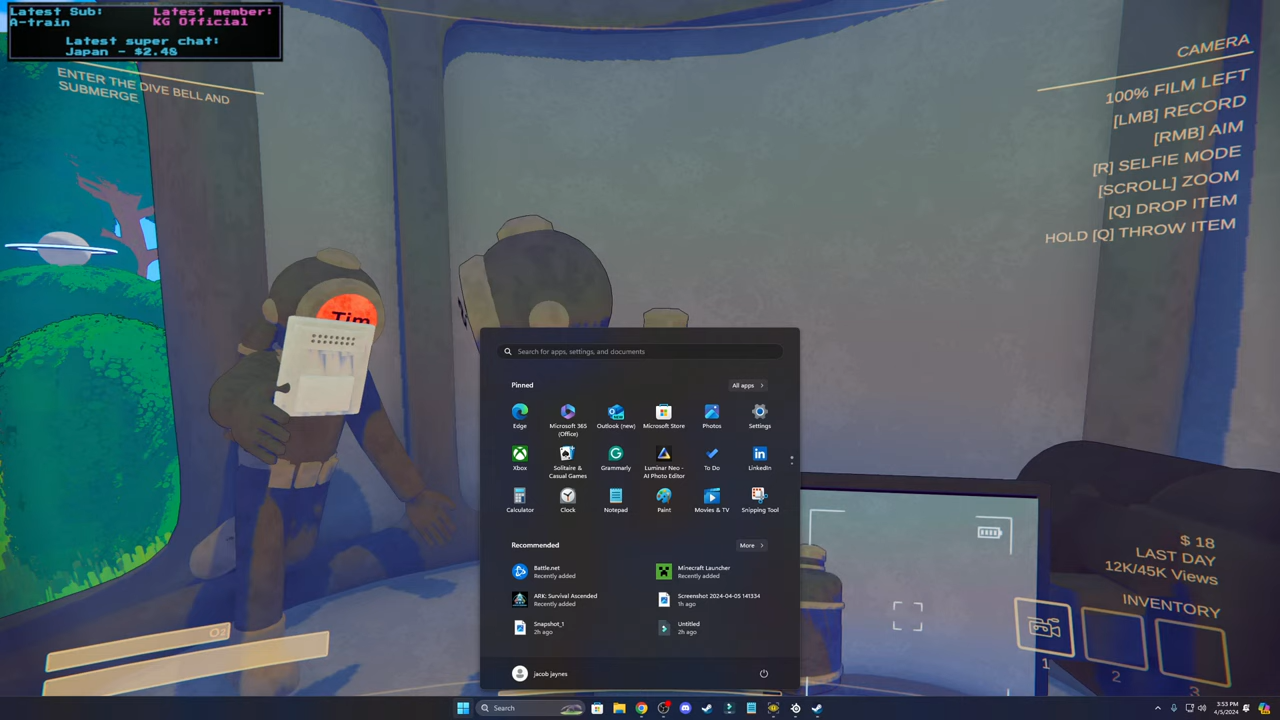 Latest Sub:
A-train
Latest member:
KG Official
Latest super chat:
Japan - $2.48
ENTER THE DIVE BELL AND
SUBMERGE
CAMERA
100% FILM LEFT
[LMB] RECORD
[RMB] AIM
[R] SELFIE MODE
[SCROLL] ZOOM
[Q] DROP ITEM
HOLD [Q] THROW ITEM
Tim
Search for apps, settings, and documents
Pinned
All apps
Edge
Microsoft 365
(Office)
Outlook (new)
Microsoft Store
Photos
Settings
Xbox
Solitaire &
Casual Games
Grammarly
Luminar Neo -
AI Photo Editor
To Do
LinkedIn
Calculator
Clock
Notepad
Paint
Movies & TV
Snipping Tool
Recommended
More
Battle.net
Recently added
Minecraft Launcher
Recently added
ARK: Survival Ascended
Recently added
Screenshot 2024-04-05 141334
1h ago
Snapshot_1
2h ago
Untitled
2h ago
jacob jaynes
$ 18
LAST DAY
12K/45K Views
INVENTORY
1
2
3
O2
Search
3:53 PM
4/5/2024